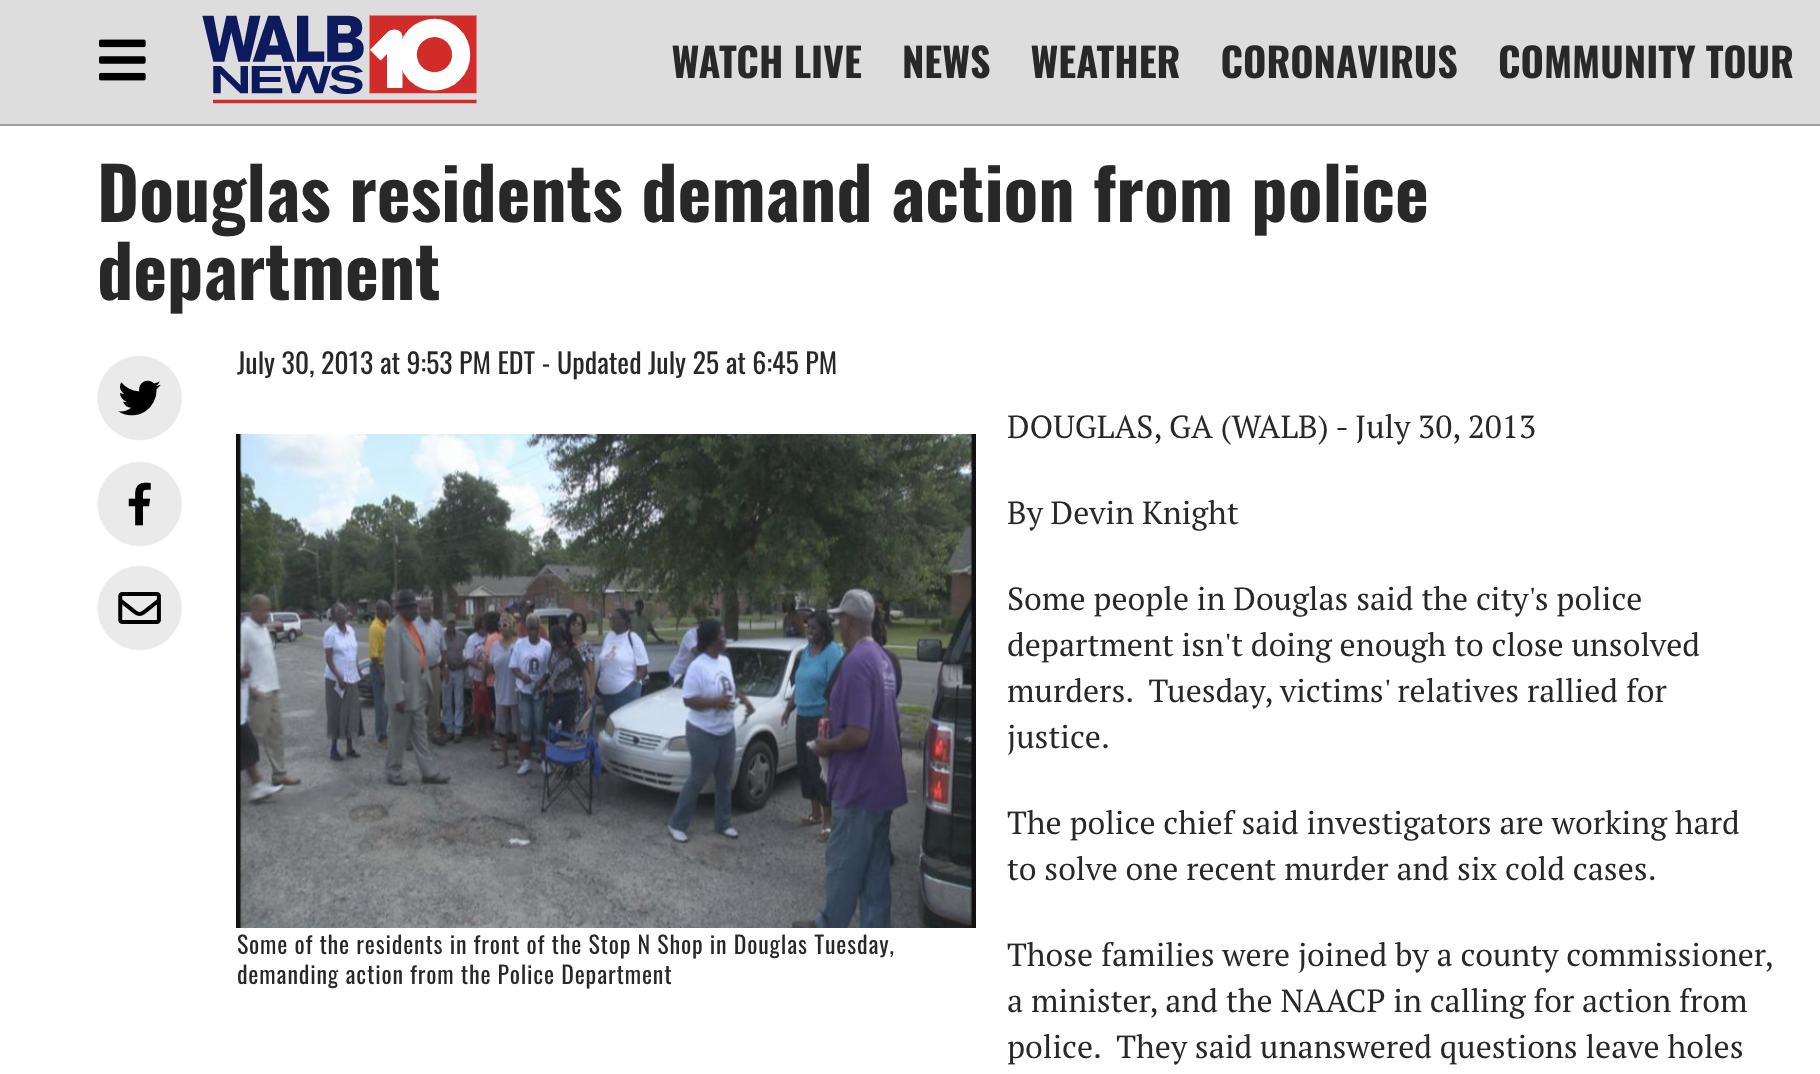 WALB
NEWS 10
WATCH LIVE NEWS WEATHER CORONAVIRUS COMMUNITY TOUR
Douglas residents demand action from police
department
July 30, 2013 at 9:53 PM EDT - Updated July 25 at 6:45 PM
Some of the residents in front of the Stop N Shop in Douglas Tuesday,
demanding action from the Police Department
DOUGLAS, GA (WALB) - July 30, 2013
By Devin Knight
Some people in Douglas said the city's police
department isn't doing enough to close unsolved
murders. Tuesday, victims' relatives rallied for
justice.
The police chief said investigators are working hard
to solve one recent murder and six cold cases.
Those families were joined by a county commissioner,
a minister, and the NAACP in calling for action from
police. They said unanswered questions leave holes